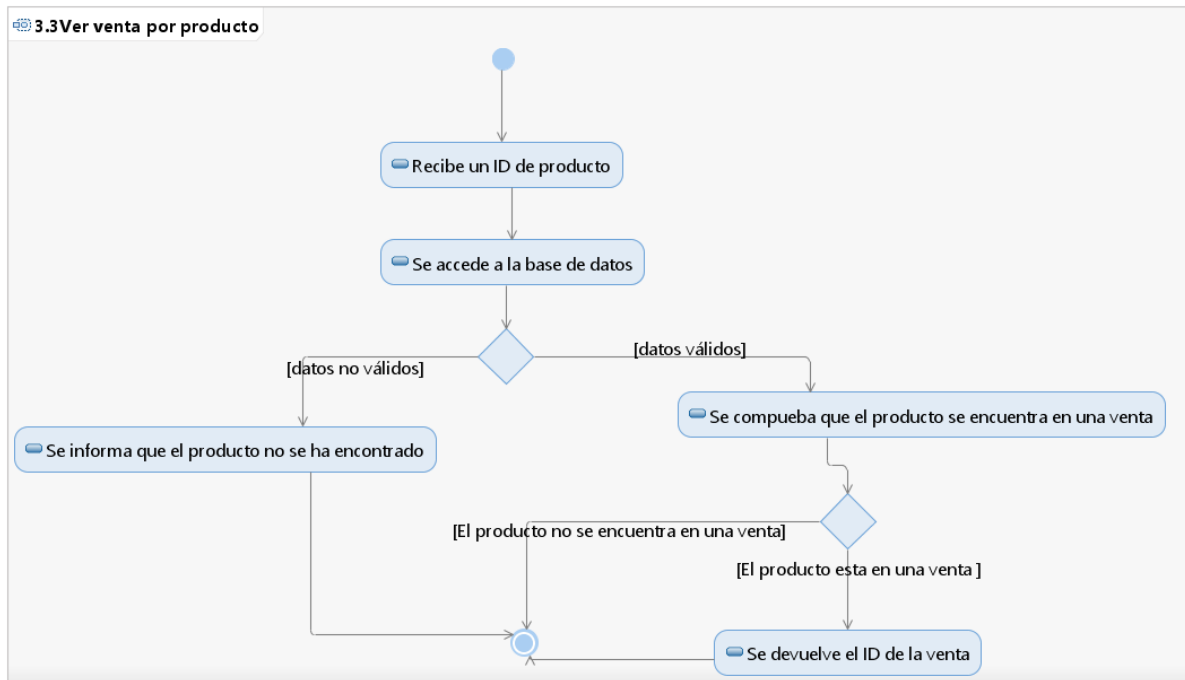 3.3Ver venta por producto
Recibe un ID de producto
Se accede a la base de datos
[datos no válidos]
[datos válidos]
Se compueba que el producto se encuentra en una venta
Se informa que el producto no se ha encontrado
[El producto no se encuentra en una venta]
[El producto esta en una venta ]
Se devuelve el ID de la venta